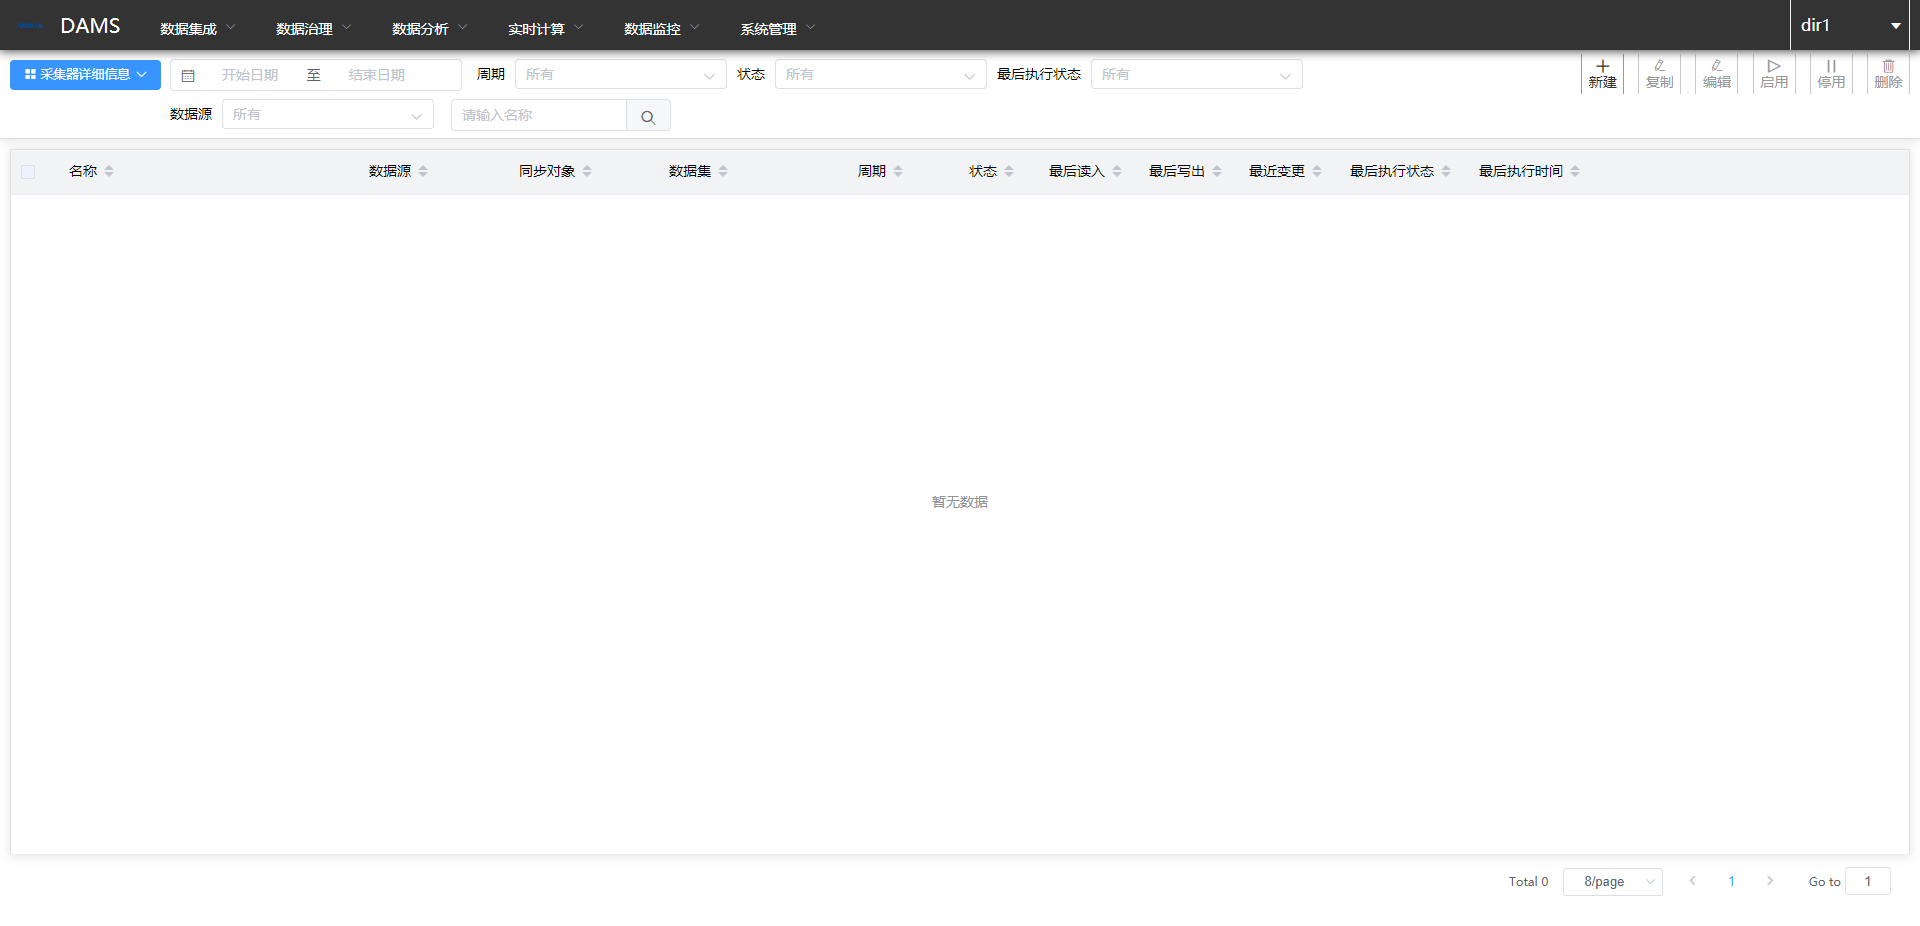 DAMS 数据集成 数据治理 数据分析 实时计算 数据监控 系统管理 dir1
采集器详细信息 开始日期 至 结束日期 周期 所有 状态 所有 最后执行状态 所有 新建 复制 编辑 启用 停用 删除
数据源 所有 请输入名称
名称 数据源 同步对象 数据集 周期 状态 最后读入 最后写出 最近变更 最后执行状态 最后执行时间
暂无数据
Total 0 8/page 1 Go to 1